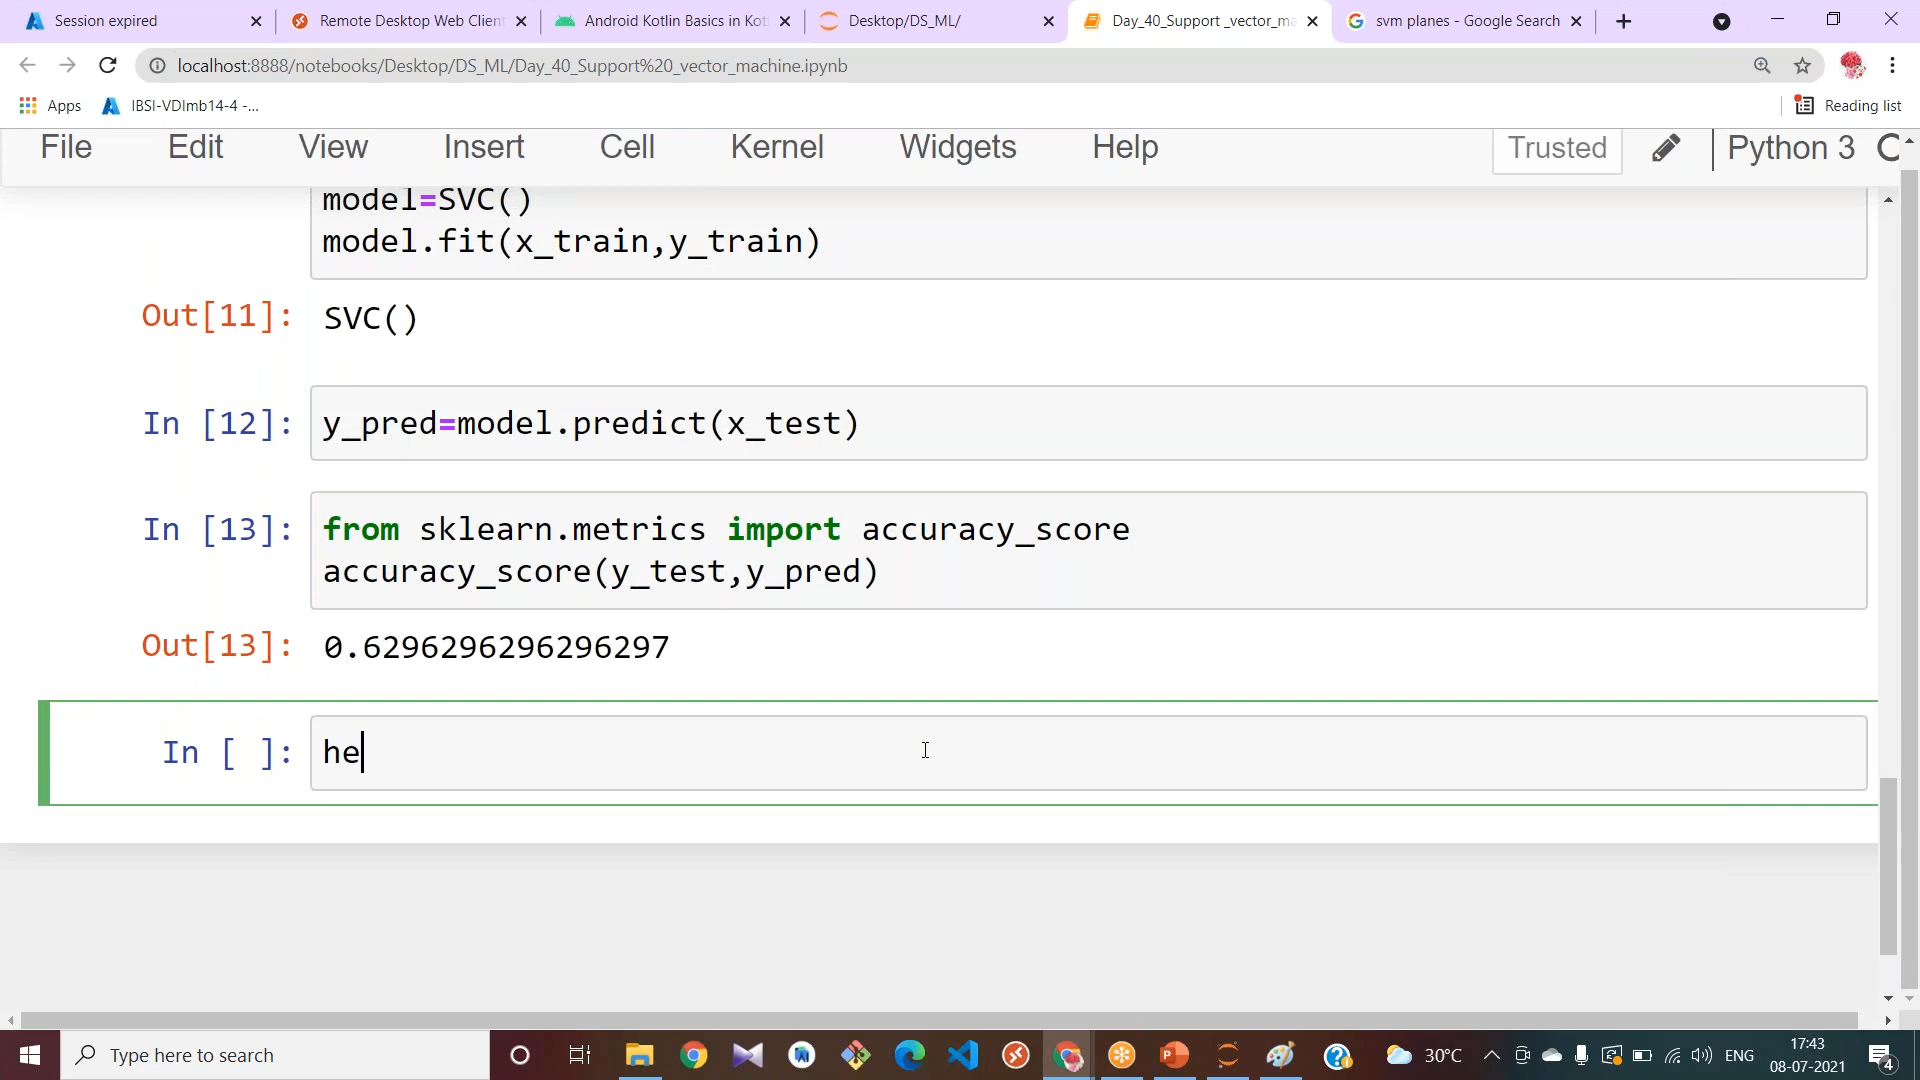 Session expired
Remote Desktop Web Client
Android Kotlin Basics in Kot
Desktop/DS_ML/
Day_40_Support _vector_ma
svm planes - Google Search
localhost:8888/notebooks/Desktop/DS_ML/Day_40_Support%20_vector_machine.ipynb
Apps
IBSI-VDImb14-4 -...
Reading list
File Edit View Insert Cell Kernel Widgets Help
Trusted
Python 3
model=SVC()
model.fit(x_train,y_train)
Out[11]: SVC()
In [12]: y_pred=model.predict(x_test)
In [13]: from sklearn.metrics import accuracy_score
accuracy_score(y_test,y_pred)
Out[13]: 0.6296296296296297
In [ ]: he
Type here to search
30°C
ENG
17:43
08-07-2021
4